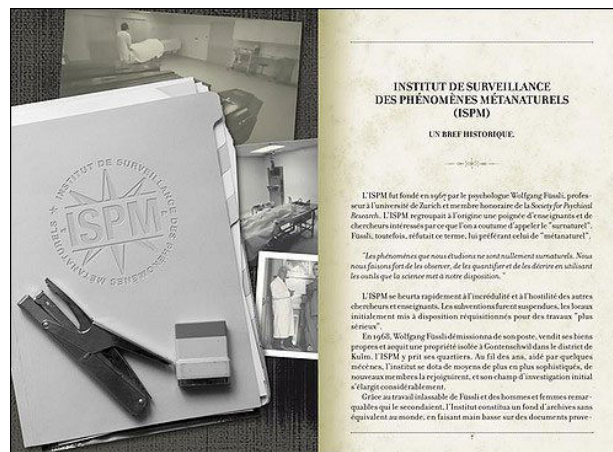 INSTITUT DE SURVEILLANCE DES PHÉNOMÈNES MÉTANATURELS
ISPM
INSTITUT DE SURVEILLANCE
DES PHÉNOMÈNES MÉTANATURELS
(ISPM)
UN BREF HISTORIQUE.
L'ISPM fut fondé en 1967 par le psychologue Wolfgang Füssli, profes-
seur à l'université de Zurich et membre honoraire de la Society for Psychical
Research. L'ISPM regroupait à l'origine une poignée d'enseignants et de
chercheurs intéressés par ce que l'on a coutume d'appeler le "surnaturel".
Füssli, toutefois, réfutait ce terme, lui préférant celui de "métanaturel".
"Les phénomènes que nous étudions ne sont nullement surnaturels. Nous
nous faisons fort de les observer, de les quantifier et de les décrire en utilisant
les outils que la science met à notre disposition."
L'ISPM se heurta rapidement à l'incrédulité et à l'hostilité des autres
chercheurs et enseignants. Les subventions furent suspendues, les locaux
initialement mis à disposition réquisitionnés pour des travaux "plus
sérieux".
En 1968, Wolfgang Füssli démissionna de son poste, vendit ses biens
propres et acquit une propriété isolée à Gontenschwil dans le district de
Kulm. l'ISPM y prit ses quartiers. Au fil des ans, aidé par quelques
mécènes, l'institut se dota de moyens de plus en plus sophistiqués, de
nouveaux membres la rejoignirent, et son champ d'investigation initial
s'élargit considérablement.
Grâce au travail inlassable de Füssli et des hommes et femmes remar-
quables qui le secondaient, l'Institut constitua un fond d'archives sans
équivalent au monde, en faisant main basse sur des documents prove-